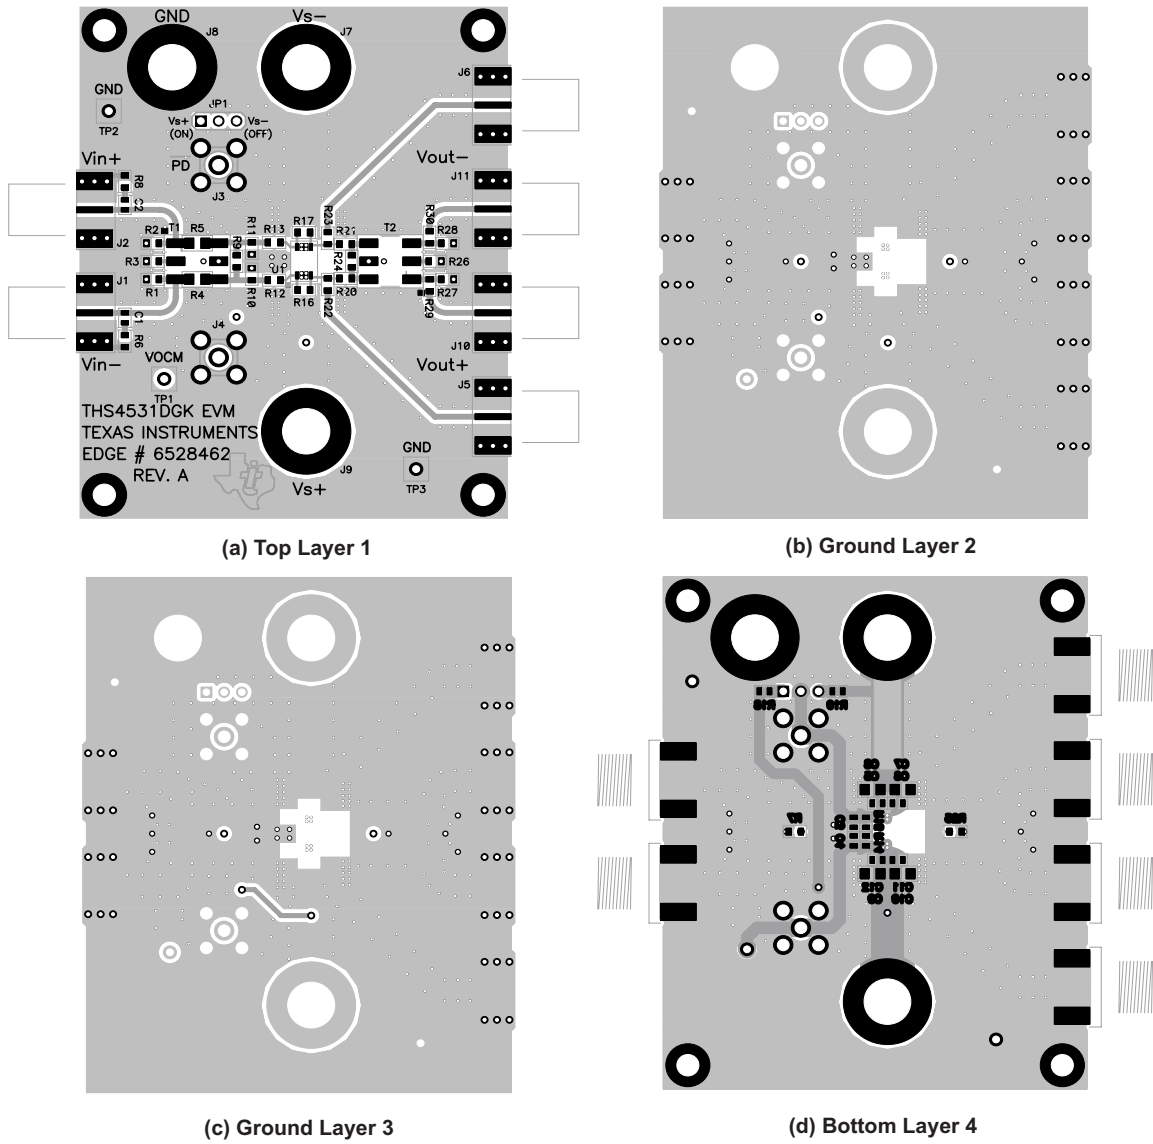 GND
Vs-
J8
J7
J6
GND
TP2
JP1
Vs+
(ON)
Vs-
(OFF)
PD
J3
Vin+
R8
C2
J2
Vout-
J11
R2
T1
R5
R9
R11
R13
R17
R23
R21
T2
R30
R28
R3
U1
R24
R26
J1
R1
R4
R10
R12
R16
R22
R20
R29
R27
C1
R6
J4
J10
Vin-
VOCM
TP1
Vout+
J5
THS4531DGK EVM
TEXAS INSTRUMENTS
EDGE # 6528462
REV. A
J9
Vs+
GND
TP3
(a) Top Layer 1
(b) Ground Layer 2
(c) Ground Layer 3
(d) Bottom Layer 4